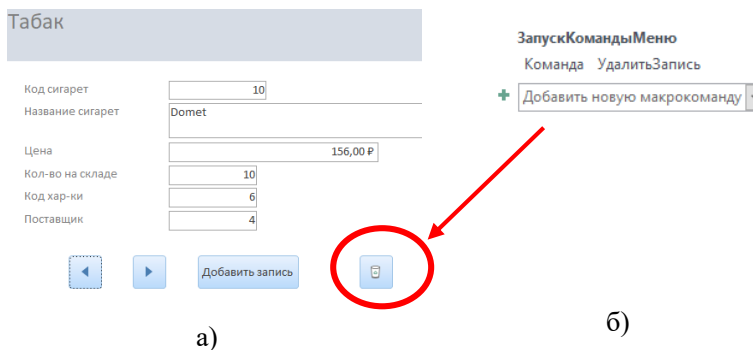 Табак
Код сигарет 10
Название сигарет Domet
Цена 156,00 ₽
Кол-во на складе 10
Код хар-ки 6
Поставщик 4
Добавить запись
а)
ЗапускКомандыМеню
Команда УдалитьЗапись
Добавить новую макрокоманду
б)